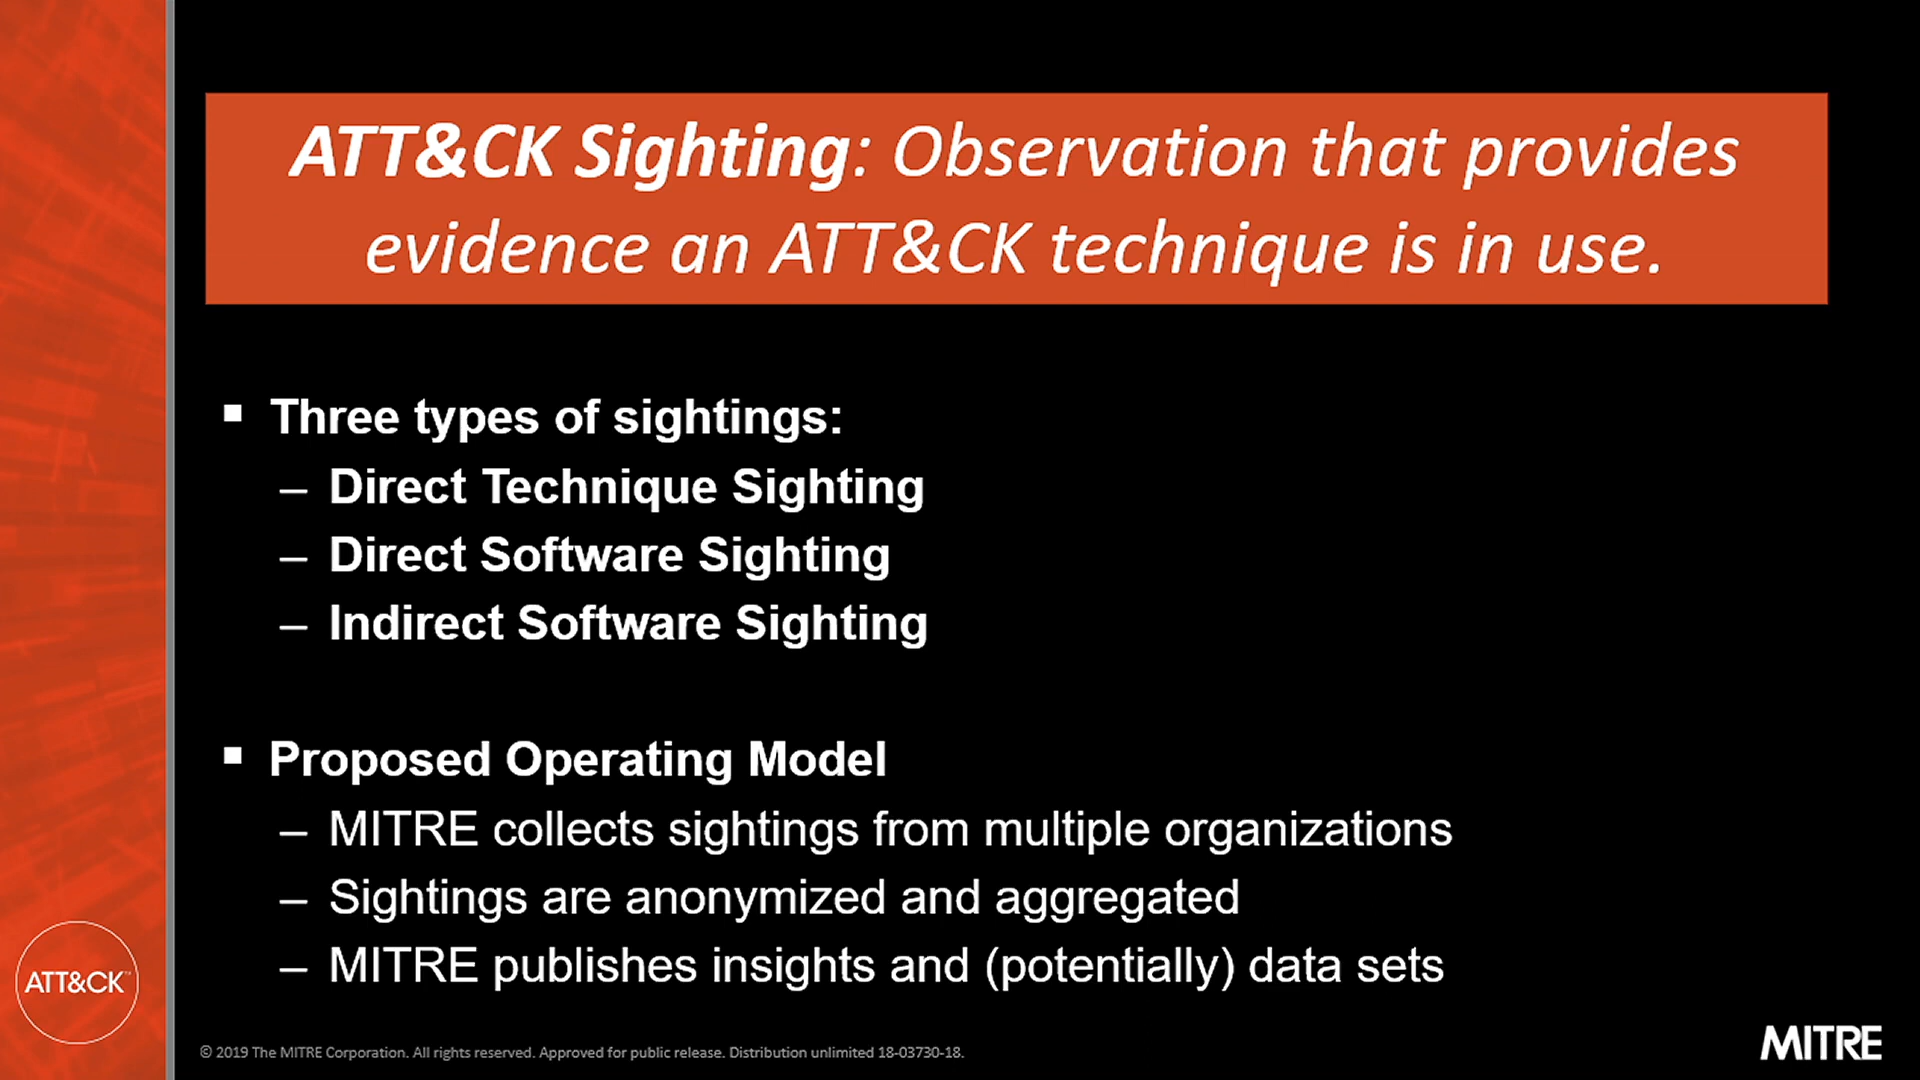 ATT&CK Sighting: Observation that provides
evidence an ATT&CK technique is in use.
▪ Three types of sightings:
– Direct Technique Sighting
– Direct Software Sighting
– Indirect Software Sighting
▪ Proposed Operating Model
– MITRE collects sightings from multiple organizations
– Sightings are anonymized and aggregated
– MITRE publishes insights and (potentially) data sets
ATT&CK™
© 2019 The MITRE Corporation. All rights reserved. Approved for public release. Distribution unlimited 18-03730-18.
MITRE